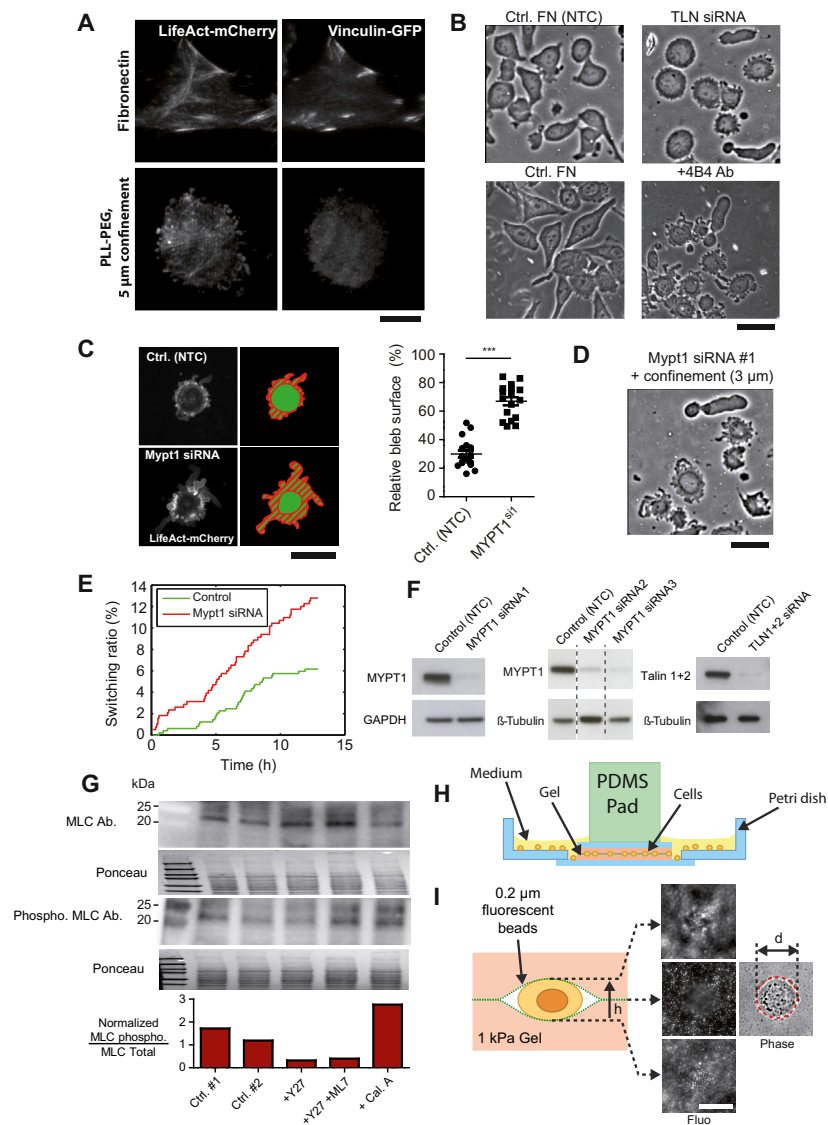 A
LifeAct-mCherry
Vinculin-GFP
Fibronectin
PLL-PEG,
5 µm confinement
B
Ctrl. FN (NTC)
TLN siRNA
Ctrl. FN
+4B4 Ab
C
Ctrl. (NTC)
Mypt1 siRNA
LifeAct-mCherry
Relative bleb surface (%)
100
80
60
40
20
0
***
Ctrl. (NTC)
MYPT1si1
D
Mypt1 siRNA #1
+ confinement (3 µm)
E
Switching ratio (%)
14
12
10
8
6
4
2
0
Control
Mypt1 siRNA
0
5
10
15
Time (h)
F
Control (NTC)
MYPT1 siRNA1
MYPT1
GAPDH
Control (NTC)
MYPT1 siRNA2
MYPT1 siRNA3
MYPT1
ß-Tubulin
Control (NTC)
TLN1+2 siRNA
Talin 1+2
ß-Tubulin
G
kDa
MLC Ab.
25
20
Ponceau
Phospho. MLC Ab.
25
20
Ponceau
Normalized
MLC phospho.
MLC Total
3
2
1
0
Ctrl. #1
Ctrl. #2
+Y27
+Y27 +ML7
+ Cal. A
H
Medium
Gel
PDMS
Pad
Cells
Petri dish
I
0.2 µm
fluorescent
beads
h
1 kPa Gel
d
Phase
Fluo